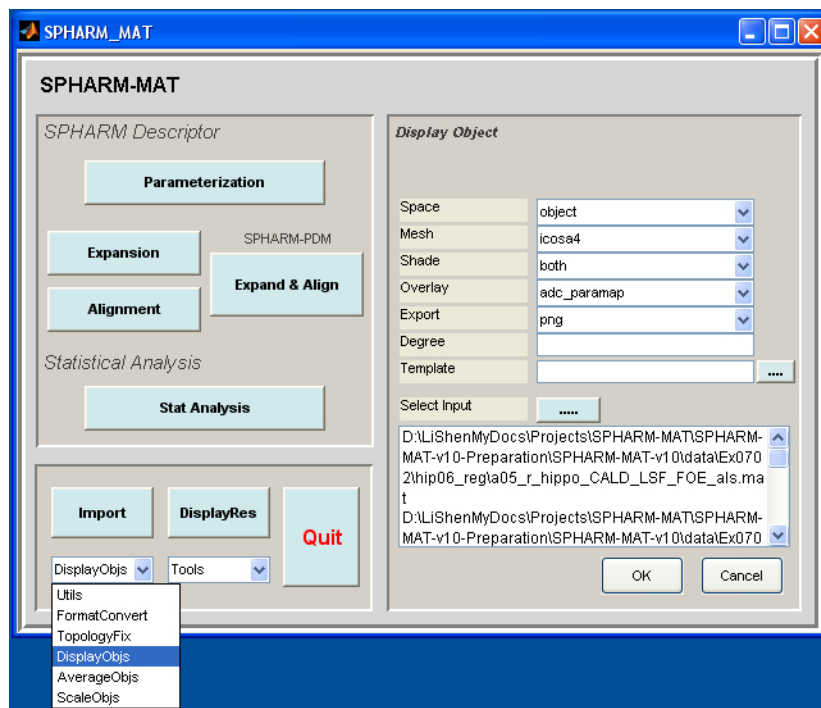 SPHARM_MAT
SPHARM-MAT
SPHARM Descriptor
Parameterization
Expansion
SPHARM-PDM
Expand & Align
Alignment
Statistical Analysis
Stat Analysis
Import
DisplayRes
Quit
DisplayObjs
Tools
Utils
FormatConvert
TopologyFix
DisplayObjs
AverageObjs
ScaleObjs
Display Object
Space
object
Mesh
icosa4
Shade
both
Overlay
adc_paramap
Export
png
Degree
Template
....
Select Input
.....
D:\LiShenMyDocs\Projects\SPHARM-MAT\SPHARM-
MAT-v10-Preparation\SPHARM-MAT-v10\data\Ex070
2\hip06_reg\a05_r_hippo_CALD_LSF_FOE_als.ma
t
D:\LiShenMyDocs\Projects\SPHARM-MAT\SPHARM-
MAT-v10-Preparation\SPHARM-MAT-v10\data\Ex070
OK
Cancel